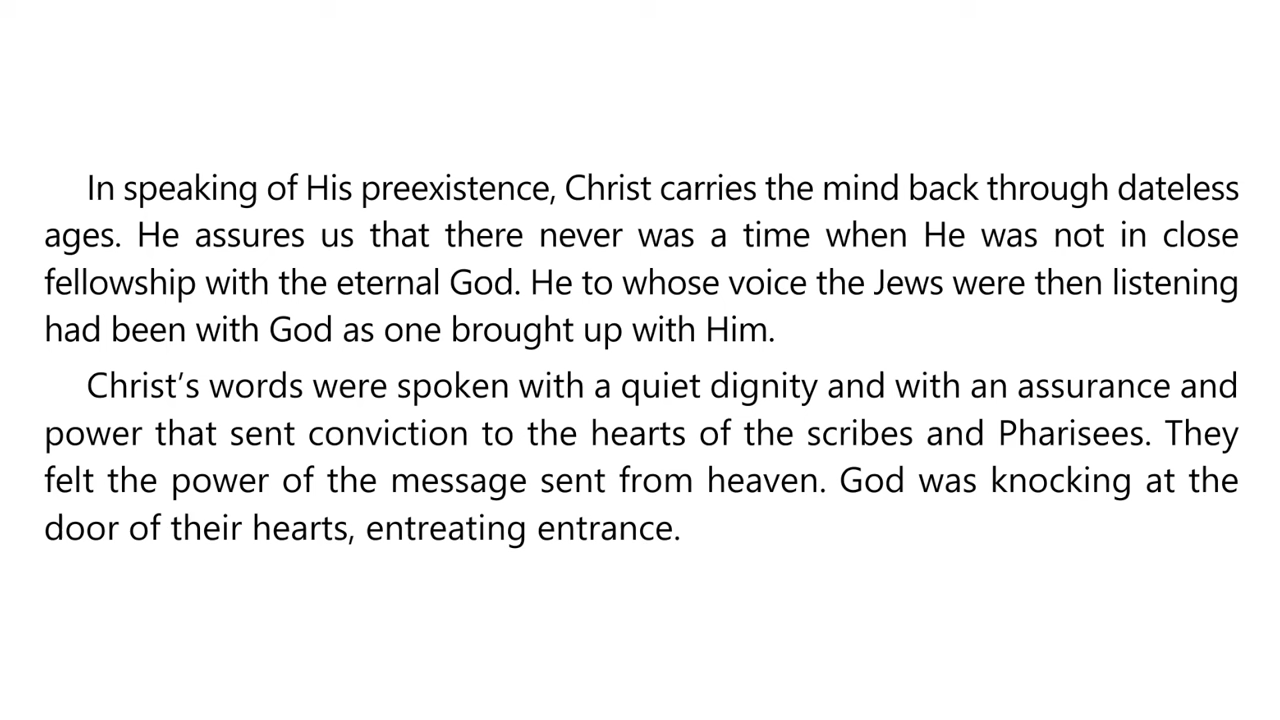 In speaking of His preexistence, Christ carries the mind back through dateless
ages. He assures us that there never was a time when He was not in close
fellowship with the eternal God. He to whose voice the Jews were then listening
had been with God as one brought up with Him.
Christ’s words were spoken with a quiet dignity and with an assurance and
power that sent conviction to the hearts of the scribes and Pharisees. They
felt the power of the message sent from heaven. God was knocking at the
door of their hearts, entreating entrance.